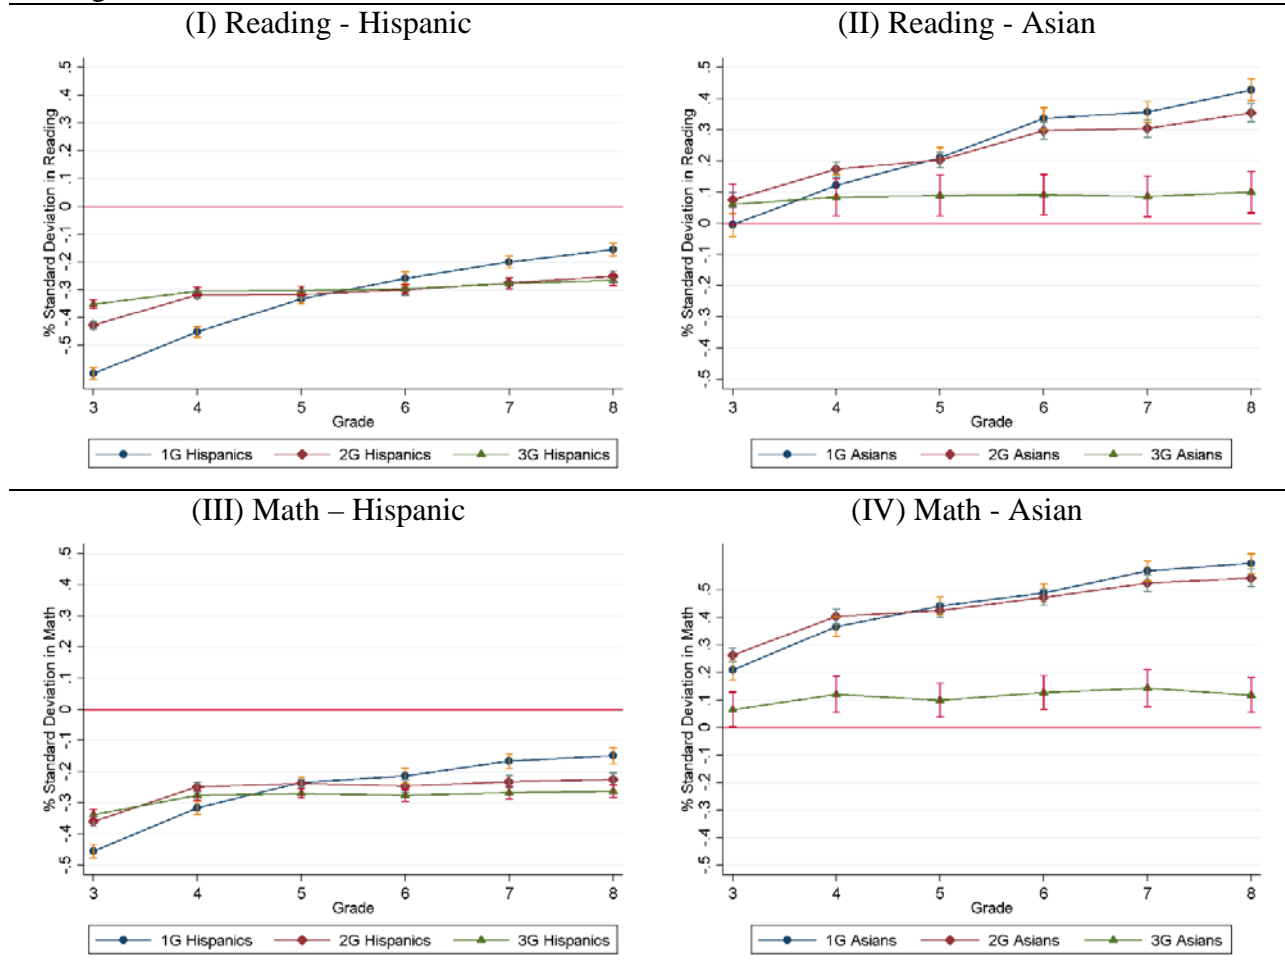 (I) Reading - Hispanic
% Standard Deviation in Reading
.5
.4
.3
.2
.1
0
-.1
-.2
-.3
-.4
-.5
3 4 5 6 7 8
Grade
1G Hispanics 2G Hispanics 3G Hispanics
(II) Reading - Asian
% Standard Deviation in Reading
.5
.4
.3
.2
.1
0
-.1
-.2
-.3
-.4
-.5
3 4 5 6 7 8
Grade
1G Asians 2G Asians 3G Asians
(III) Math – Hispanic
% Standard Deviation in Math
.5
.4
.3
.2
.1
0
-.1
-.2
-.3
-.4
-.5
3 4 5 6 7 8
Grade
1G Hispanics 2G Hispanics 3G Hispanics
(IV) Math - Asian
% Standard Deviation in Math
.5
.4
.3
.2
.1
0
-.1
-.2
-.3
-.4
-.5
3 4 5 6 7 8
Grade
1G Asians 2G Asians 3G Asians